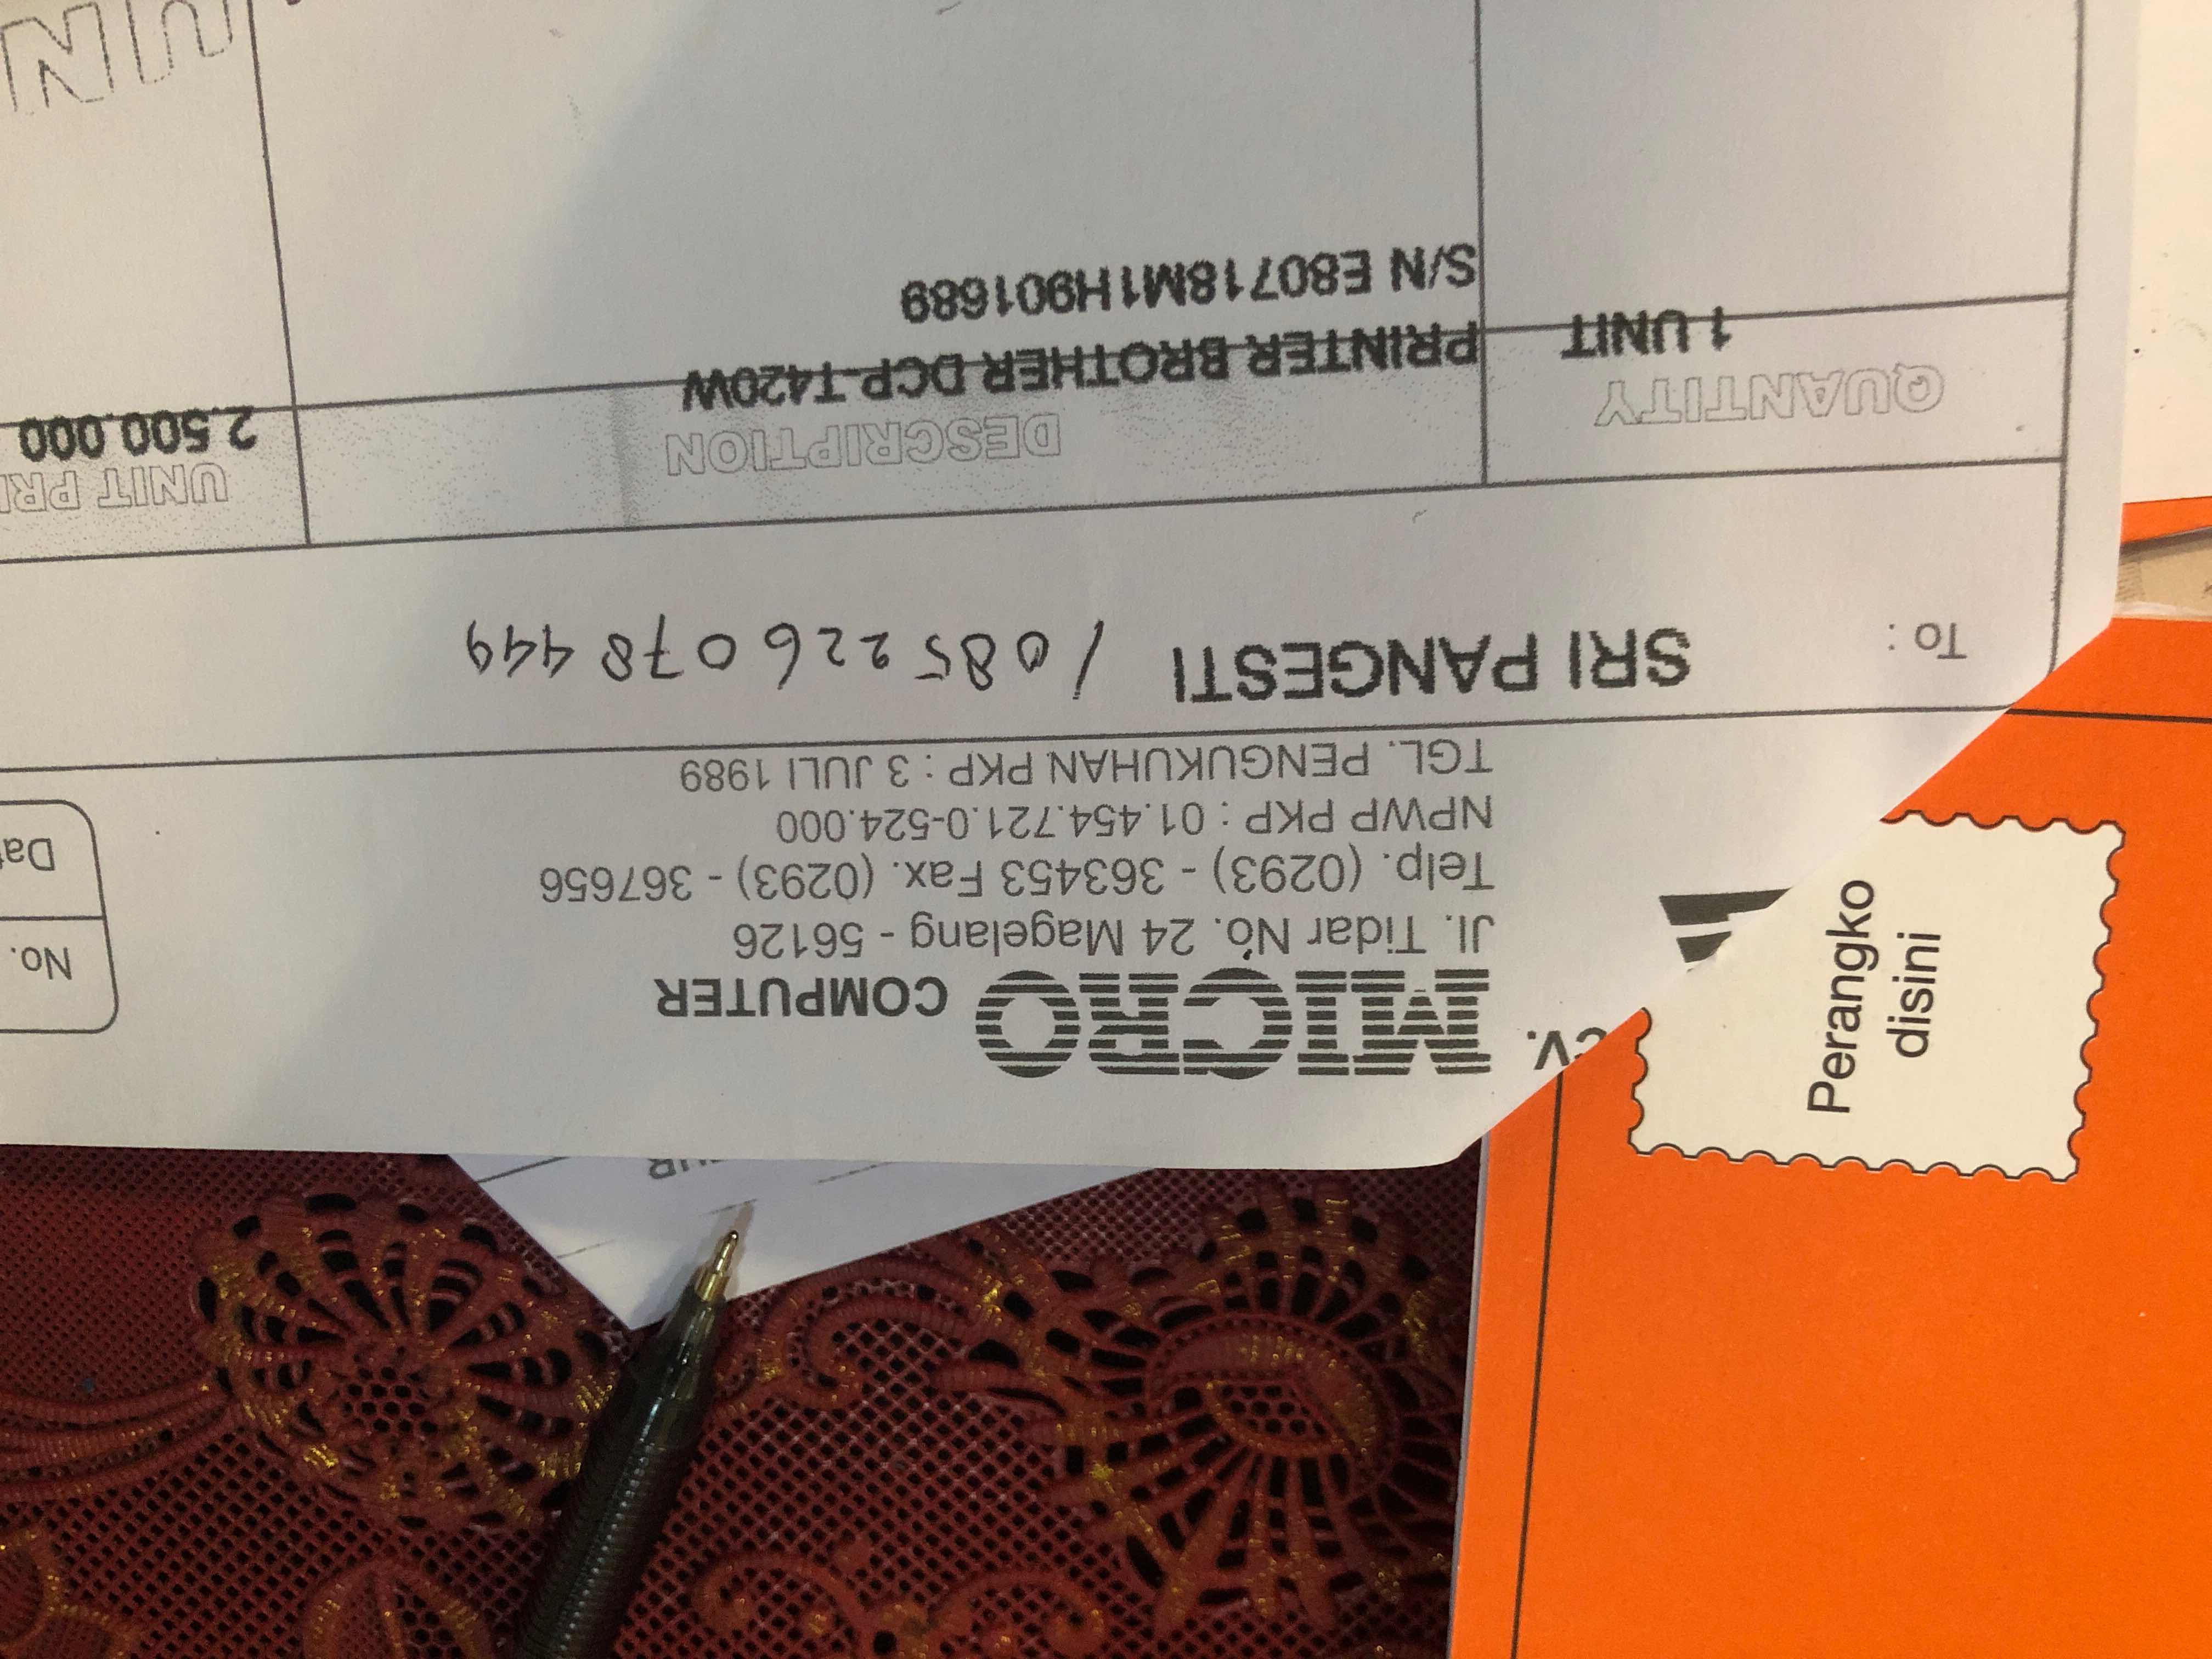 CV. MICRO COMPUTER
Jl. Tidar No. 24 Magelang - 56126
Telp. (0293) - 363453 Fax. (0293) - 367656
NPWP PKP : 01.454.721.0-524.000
TGL. PENGUKUHAN PKP : 3 JULI 1989
No.
To : SRI PANGESTI / 085226078449
QUANTITY DESCRIPTION UNIT
1 UNIT PRINTER BROTHER DCP-T420W 2.500.000
S/N E80718M1H901689
Perangko
disini